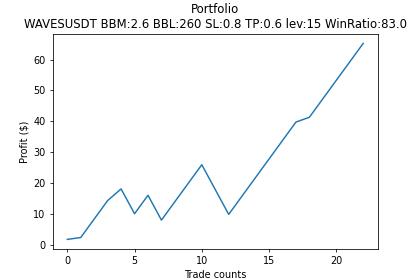 Portfolio
WAVESUSDT BBM:2.6 BBL:260 SL:0.8 TP:0.6 lev:15 WinRatio:83.0
60
50
40
30
20
10
0
Profit ($)
0 5 10 15 20
Trade counts